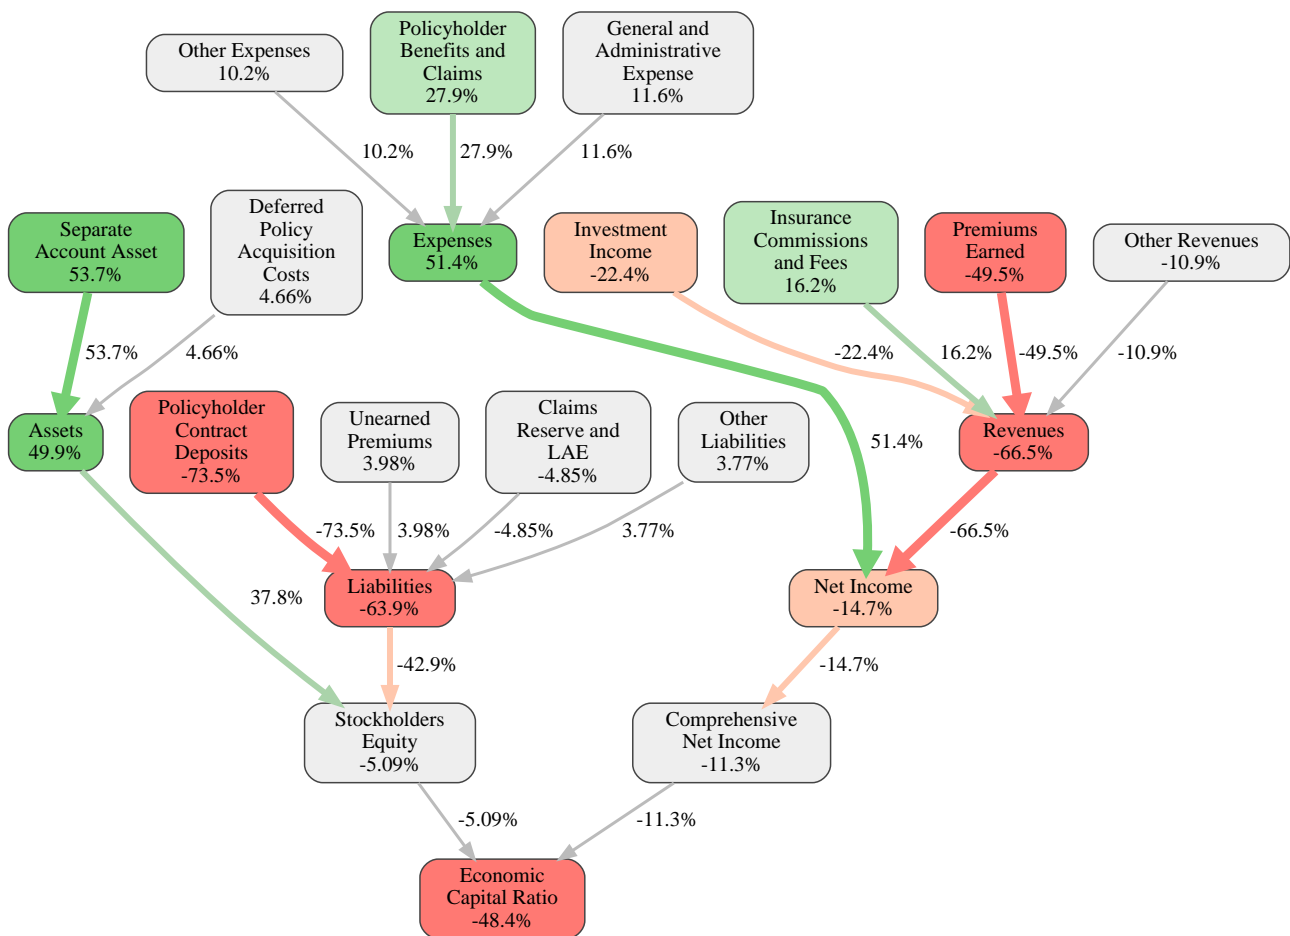 Other Expenses
10.2%
Policyholder
Benefits and
Claims
27.9%
General and
Administrative
Expense
11.6%
10.2%
27.9%
11.6%
Separate
Account Asset
53.7%
Deferred
Policy
Acquisition
Costs
4.66%
Expenses
51.4%
Investment
Income
-22.4%
Insurance
Commissions
and Fees
16.2%
Premiums
Earned
-49.5%
Other Revenues
-10.9%
53.7%
4.66%
-22.4%
16.2%
-49.5%
-10.9%
Assets
49.9%
Policyholder
Contract
Deposits
-73.5%
Unearned
Premiums
3.98%
Claims
Reserve and
LAE
-4.85%
Other
Liabilities
3.77%
51.4%
Revenues
-66.5%
-73.5%
3.98%
-4.85%
3.77%
-66.5%
37.8%
Liabilities
-63.9%
Net Income
-14.7%
-42.9%
-14.7%
Stockholders
Equity
-5.09%
Comprehensive
Net Income
-11.3%
-5.09%
-11.3%
Economic
Capital Ratio
-48.4%